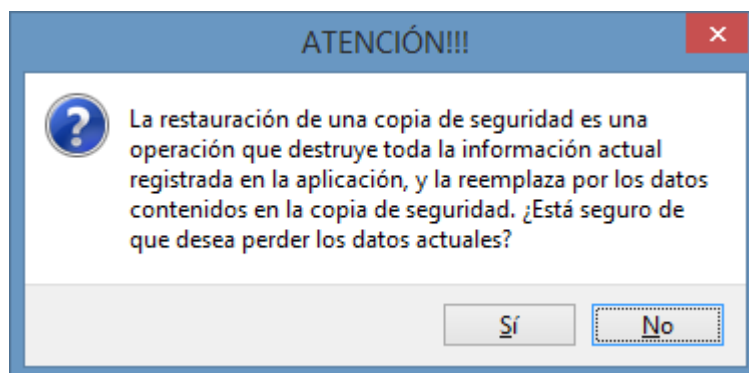 ATENCIÓN!!!
La restauración de una copia de seguridad es una
operación que destruye toda la información actual
registrada en la aplicación, y la reemplaza por los datos
contenidos en la copia de seguridad. ¿Está seguro de
que desea perder los datos actuales?
Sí No